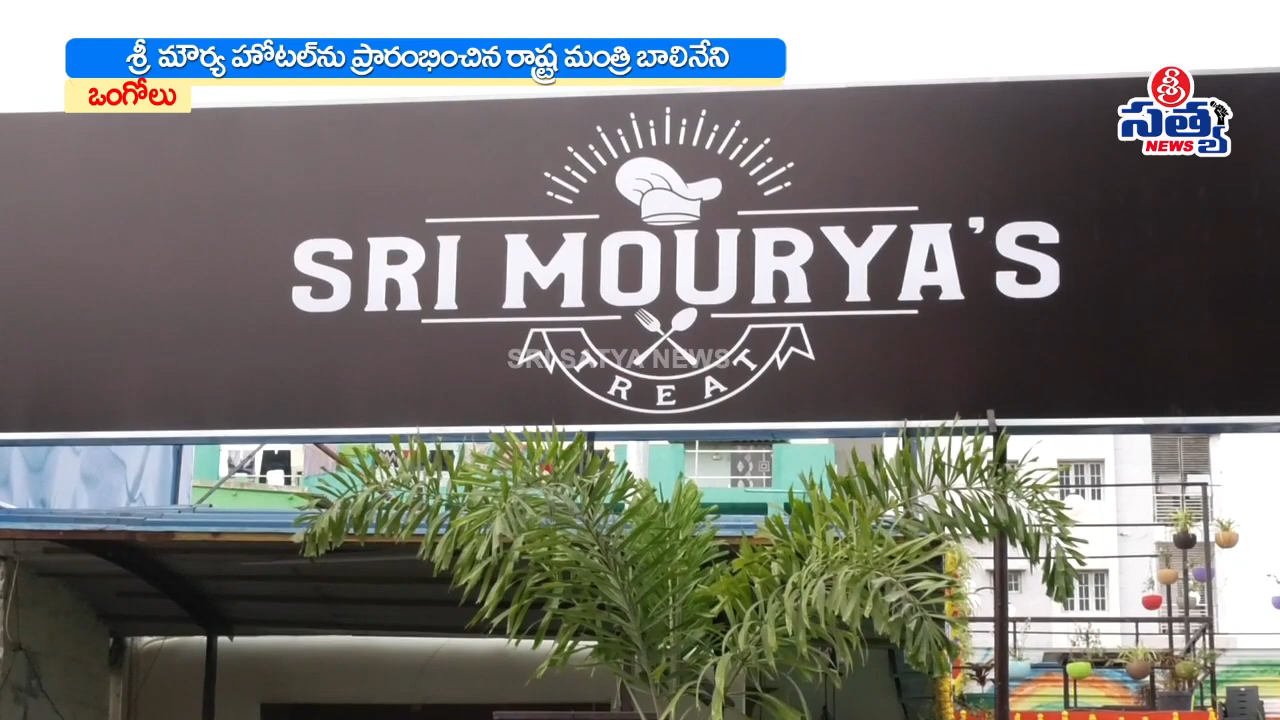 శ్రీ మౌర్య హోటల్‌ను ప్రారంభించిన రాష్ట్ర మంత్రి బాలినేని
ఒంగోలు
శ్రీ
సత్య
NEWS
SRI MOURYA'S
SRI SATYA NEWS
TREAT